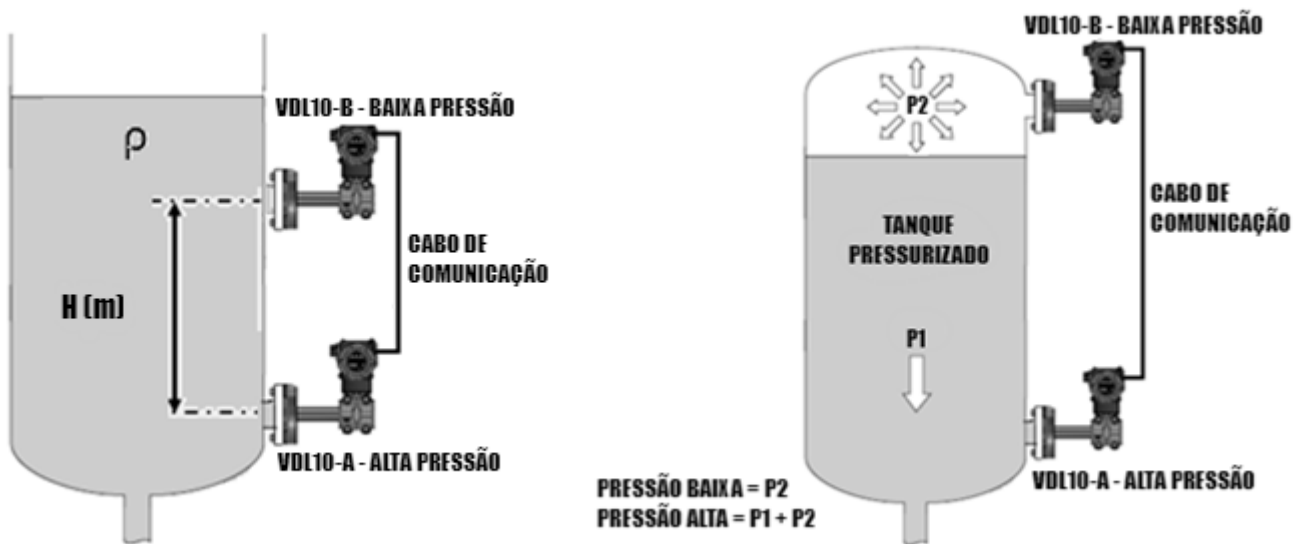 VDL10-B - BAIXA PRESSÃO
ρ
H (m)
CABO DE
COMUNICAÇÃO
VDL10-A - ALTA PRESSÃO
VDL10-B - BAIXA PRESSÃO
P2
TANQUE
PRESSURIZADO
CABO DE
COMUNICAÇÃO
P1
VDL10-A - ALTA PRESSÃO
PRESSÃO BAIXA = P2
PRESSÃO ALTA = P1 + P2